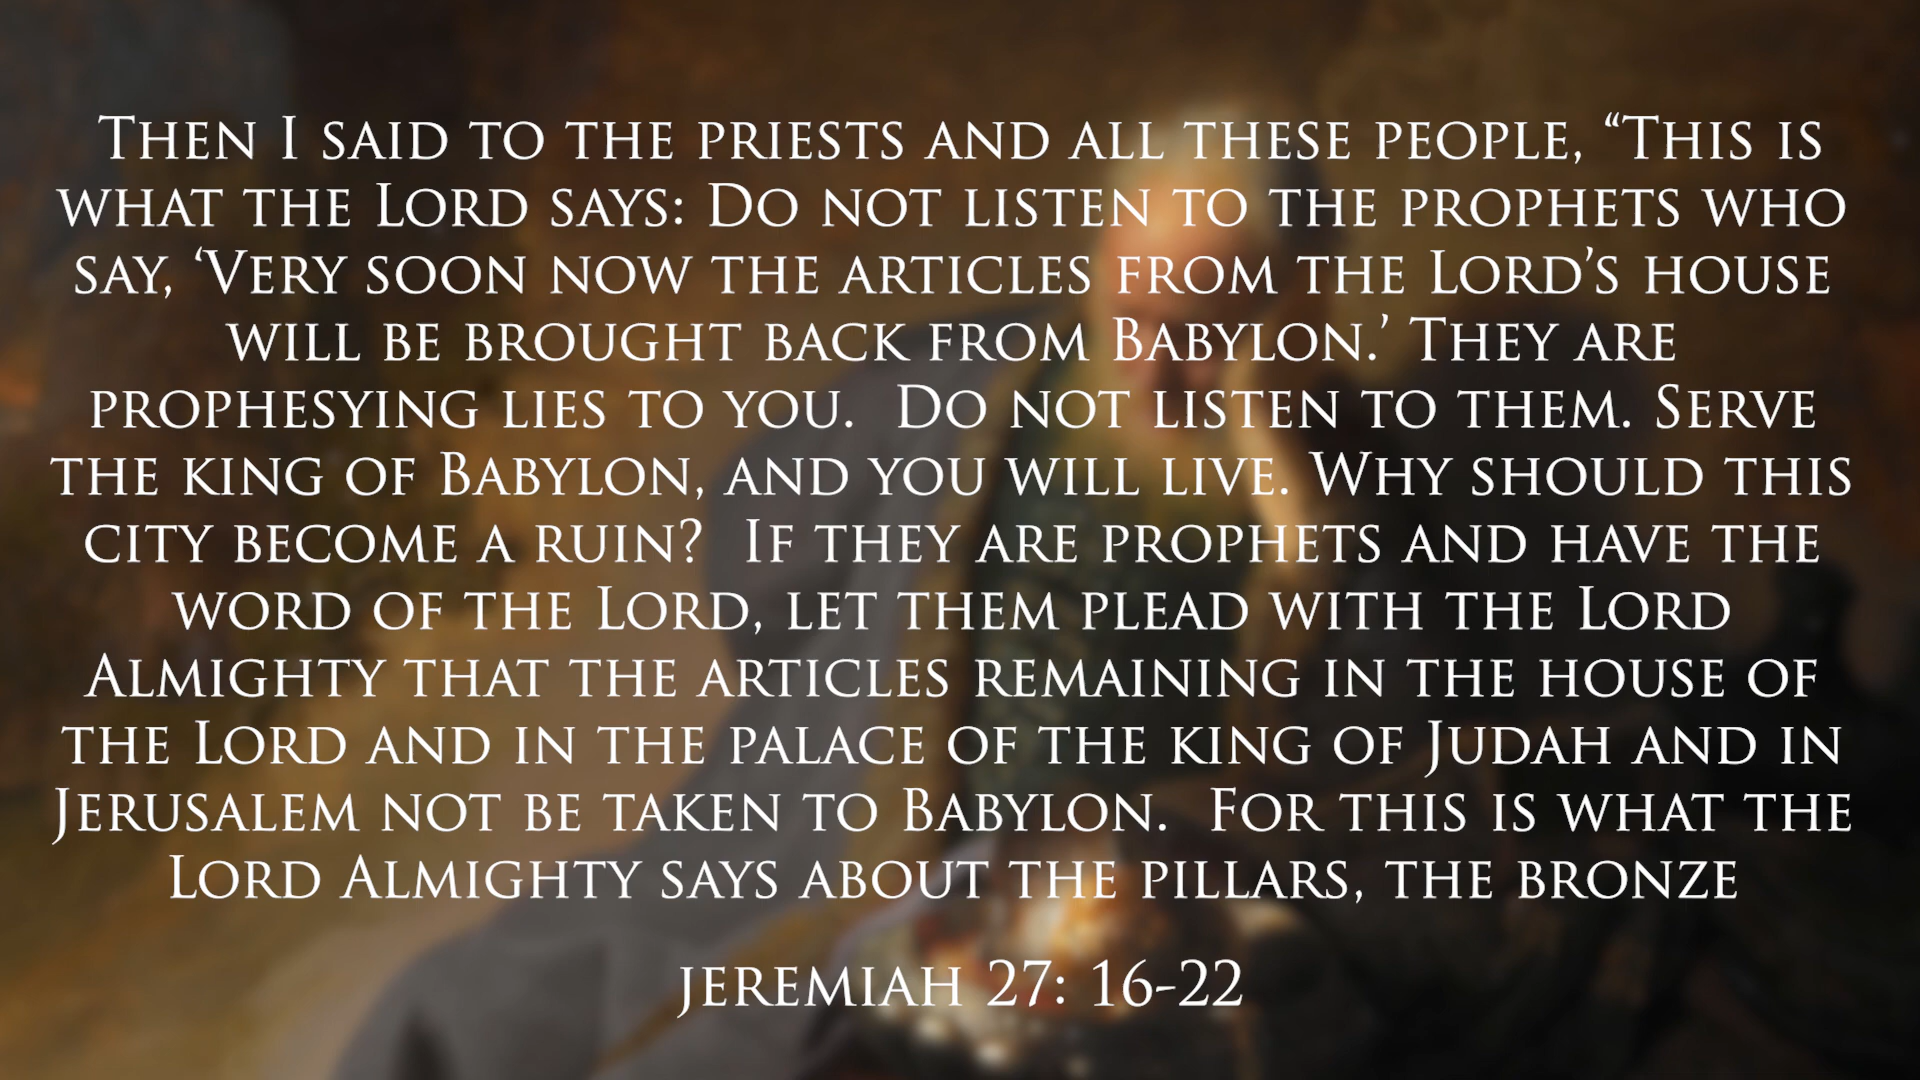 Then I said to the priests and all these people, “This is
what the Lord says: Do not listen to the prophets who
say, ‘Very soon now the articles from the Lord’s house
will be brought back from Babylon.’ They are
prophesying lies to you.  Do not listen to them. Serve
the king of Babylon, and you will live. Why should this
city become a ruin?  If they are prophets and have the
word of the Lord, let them plead with the Lord
Almighty that the articles remaining in the house of
the Lord and in the palace of the king of Judah and in
Jerusalem not be taken to Babylon.  For this is what the
Lord Almighty says about the pillars, the bronze
jeremiah 27: 16-22